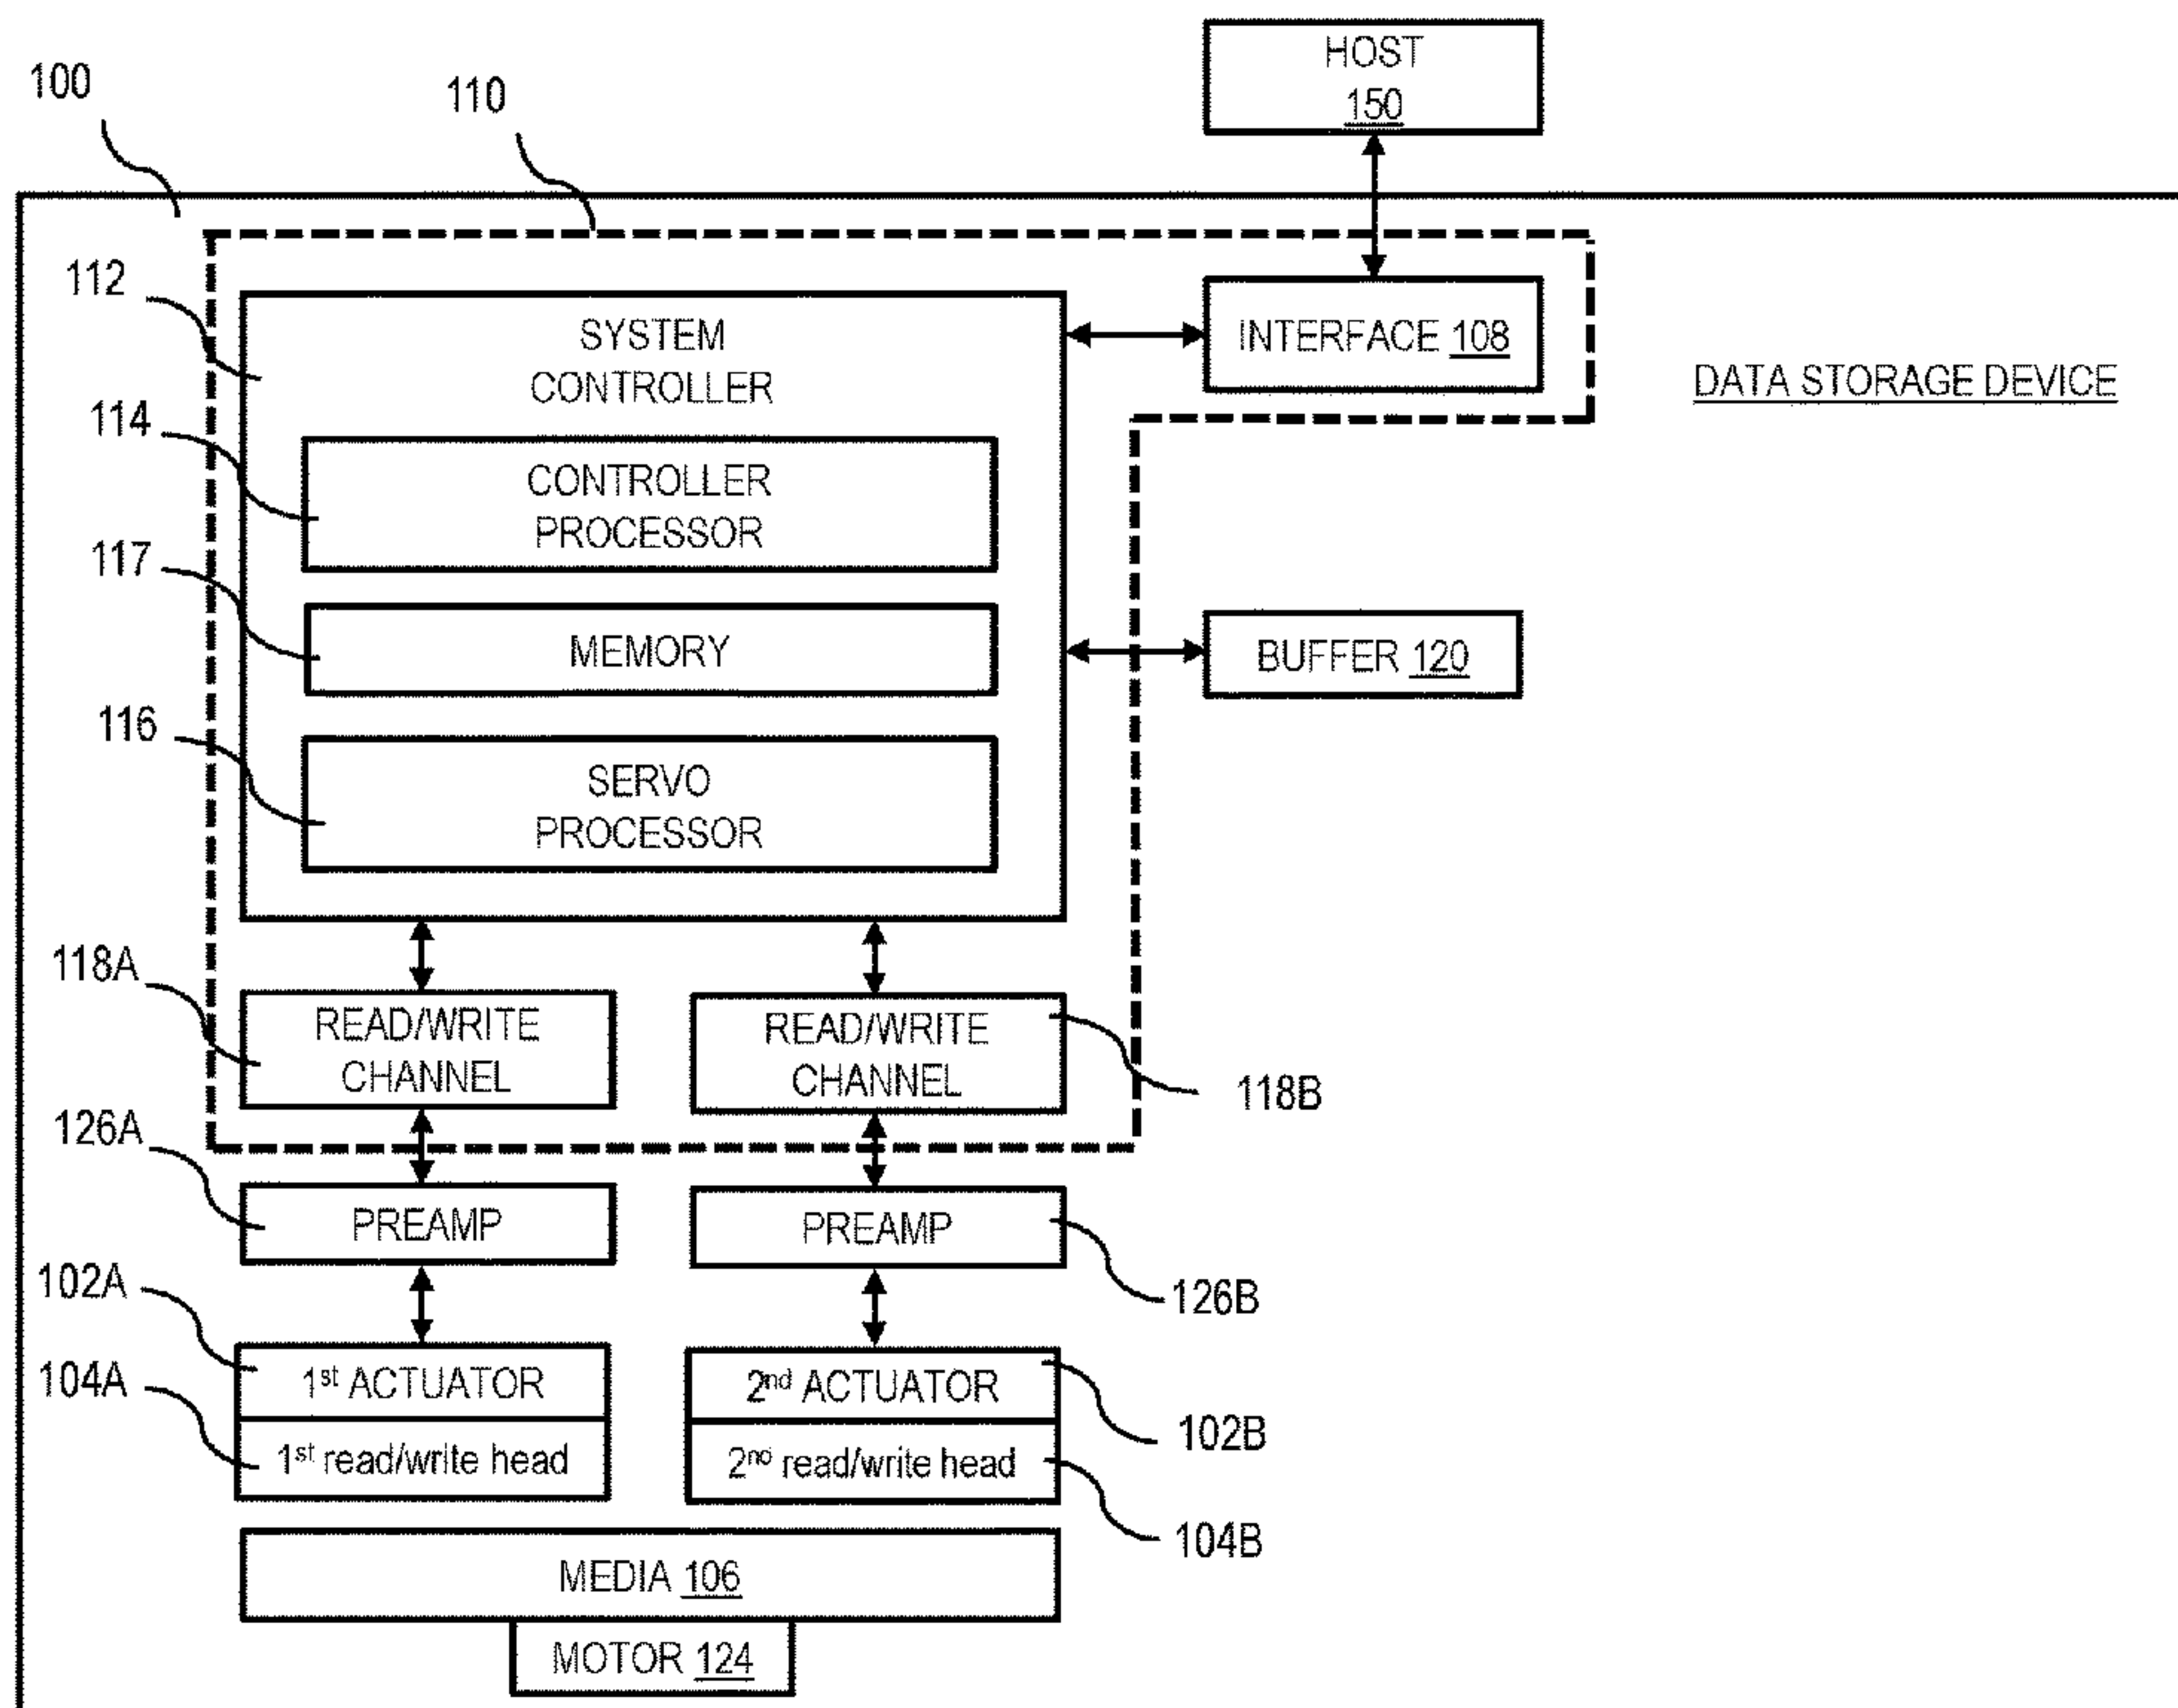 HOST
150
100
110
112
SYSTEM
CONTROLLER
INTERFACE 108
DATA STORAGE DEVICE
114
CONTROLLER
PROCESSOR
117
MEMORY
BUFFER 120
116
SERVO
PROCESSOR
118A
READ/WRITE
CHANNEL
READ/WRITE
CHANNEL
118B
126A
PREAMP
PREAMP
126B
102A
1st ACTUATOR
2nd ACTUATOR
102B
104A
1st read/write head
2nd read/write head
104B
MEDIA 106
MOTOR 124